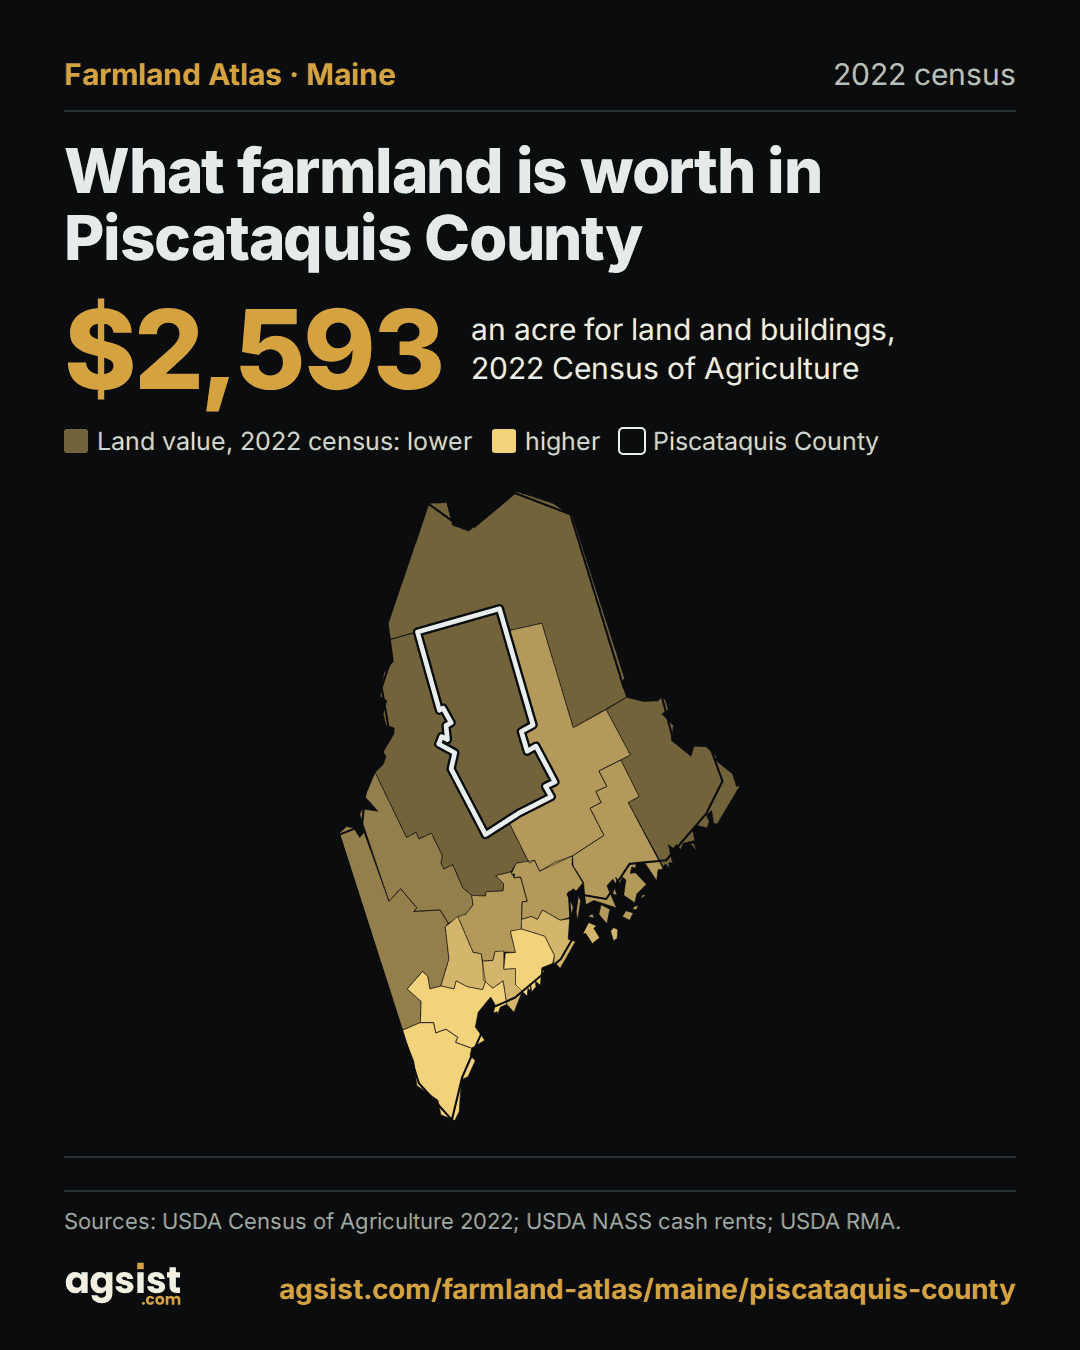 Farmland Atlas · Maine
2022 census
What farmland is worth in
Piscataquis County
$2,593
an acre for land and buildings,
2022 Census of Agriculture
Land value, 2022 census: lower
higher
Piscataquis County
Sources: USDA Census of Agriculture 2022; USDA NASS cash rents; USDA RMA.
agsist
.com
agsist.com/farmland-atlas/maine/piscataquis-county